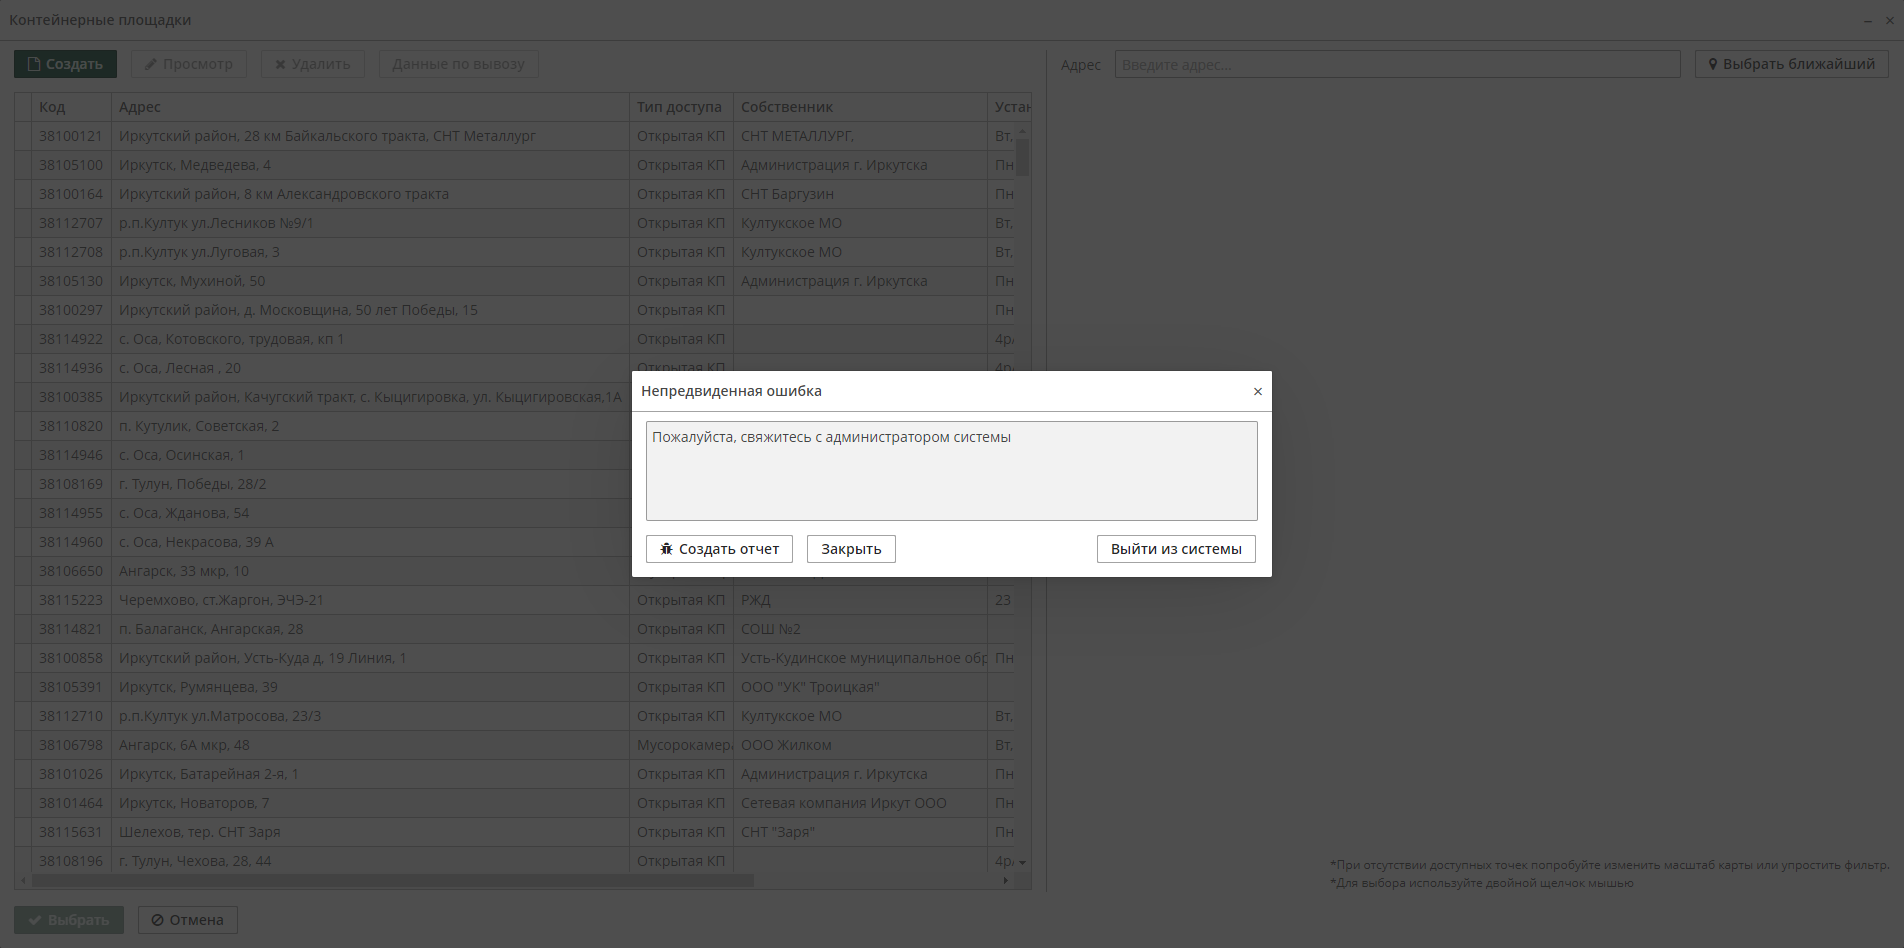 Контейнерные площадки
Создать Просмотр Удалить Данные по вывозу
Адрес Введите адрес... Выбрать ближайший
Код Адрес Тип доступа Собственник Устан
38100121 Иркутский район, 28 км Байкальского тракта, СНТ Металлург Открытая КП СНТ МЕТАЛЛУРГ, Вт,
38105100 Иркутск, Медведева, 4 Открытая КП Администрация г. Иркутска Пн
38100164 Иркутский район, 8 км Александровского тракта Открытая КП СНТ Баргузин Пн
38112707 р.п.Култук ул.Лесников №9/1 Открытая КП Култукское МО Вт,
38112708 р.п.Култук ул.Луговая, 3 Открытая КП Култукское МО Вт,
38105130 Иркутск, Мухиной, 50 Открытая КП Администрация г. Иркутска Пн
38100297 Иркутский район, д. Московщина, 50 лет Победы, 15 Открытая КП Пн
38114922 с. Оса, Котовского, трудовая, кп 1 Открытая КП 4р/
38114936 с. Оса, Лесная , 20 Открытая КП 4р/
38100385 Иркутский район, Качугский тракт, с. Кыцигировка, ул. Кыцигировская,1А
38110820 п. Кутулик, Советская, 2
38114946 с. Оса, Осинская, 1
38108169 г. Тулун, Победы, 28/2
38114955 с. Оса, Жданова, 54
38114960 с. Оса, Некрасова, 39 А
38106650 Ангарск, 33 мкр, 10
38115223 Черемхово, ст.Жаргон, ЭЧЭ-21 Открытая КП РЖД 23
38114821 п. Балаганск, Ангарская, 28 Открытая КП СОШ №2
38100858 Иркутский район, Усть-Куда д, 19 Линия, 1 Открытая КП Усть-Кудинское муниципальное обр Пн
38105391 Иркутск, Румянцева, 39 Открытая КП ООО "УК" Троицкая"
38112710 р.п.Култук ул.Матросова, 23/3 Открытая КП Култукское МО Вт,
38106798 Ангарск, 6А мкр, 48 Мусорокамера ООО Жилком Вт,
38101026 Иркутск, Батарейная 2-я, 1 Открытая КП Администрация г. Иркутска Пн
38101464 Иркутск, Новаторов, 7 Открытая КП Сетевая компания Иркут ООО Пн
38115631 Шелехов, тер. СНТ Заря Открытая КП СНТ "Заря" Пн
38108196 г. Тулун, Чехова, 28, 44 Открытая КП 4р/
Непредвиденная ошибка
Пожалуйста, свяжитесь с администратором системы
Создать отчет Закрыть Выйти из системы
*При отсутствии доступных точек попробуйте изменить масштаб карты или упростить фильтр.
*Для выбора используйте двойной щелчок мышью
Выбрать Отмена